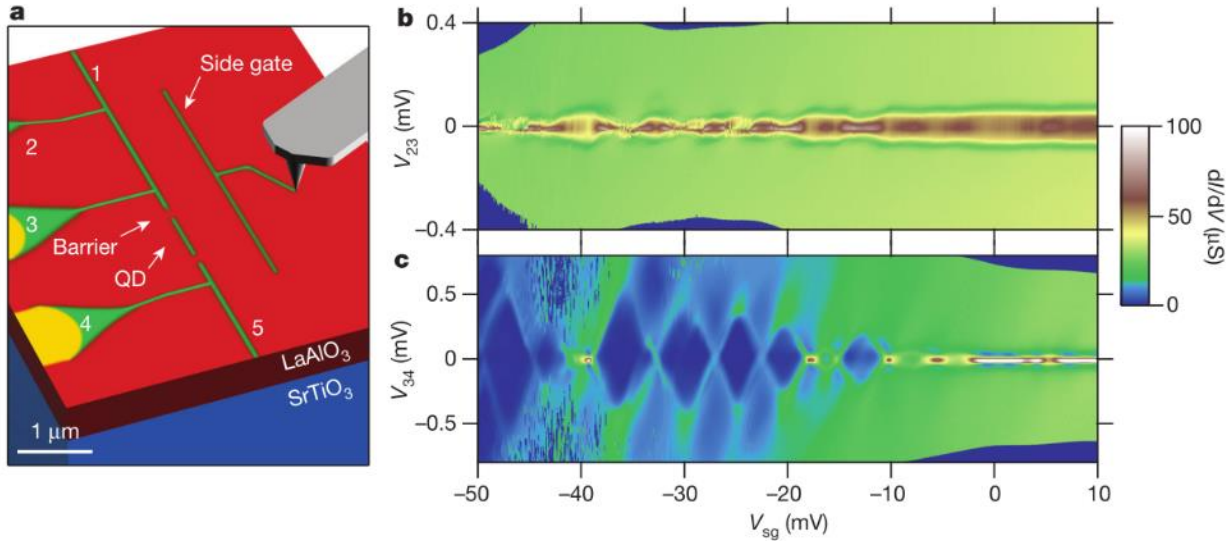 a
1
Side gate
2
3
Barrier
QD
4
5
LaAlO₃
SrTiO₃
1 μm
b
0.4
V₂₃ (mV)
0
−0.4
c
0.5
V₃₄ (mV)
0
−0.5
−50 −40 −30 −20 −10 0 10
Vsg (mV)
100
50
0
dI/dV (μS)